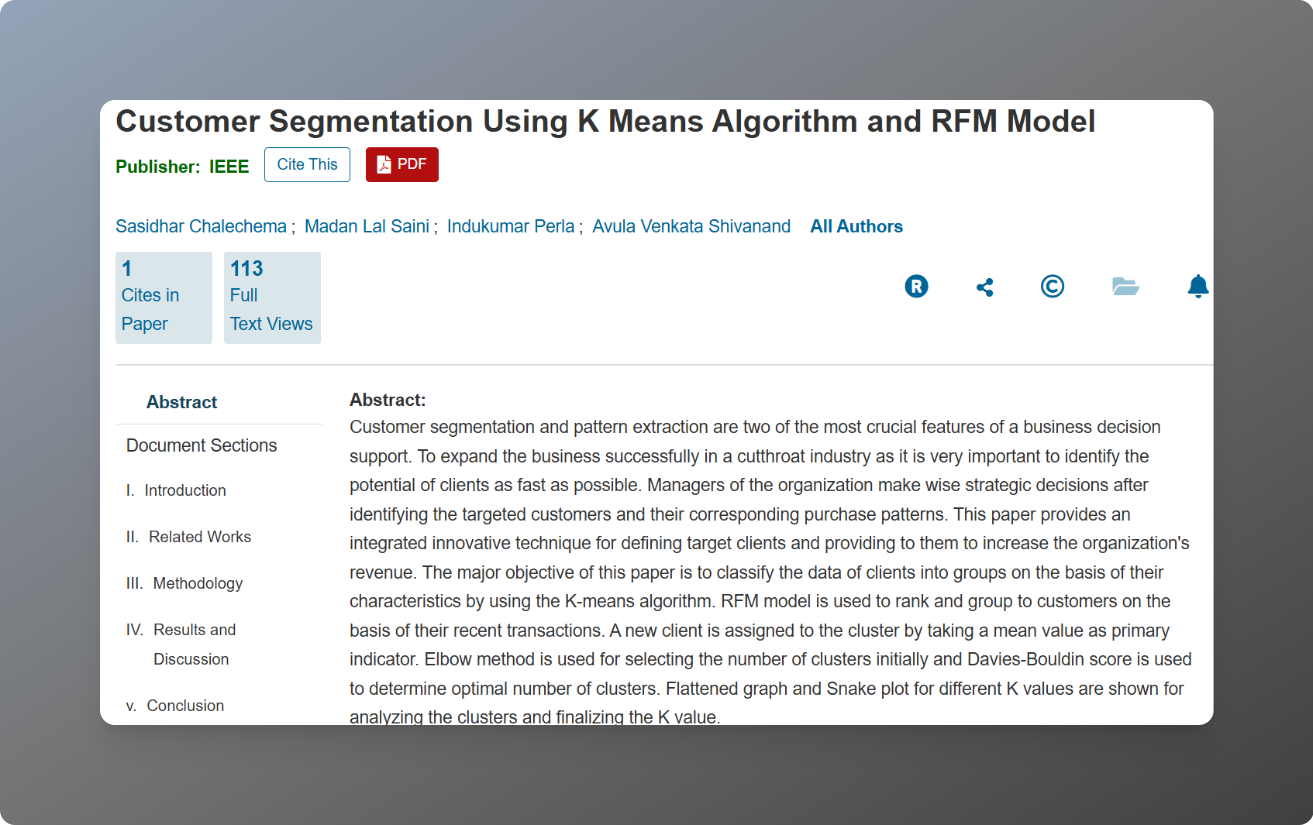 Customer Segmentation Using K Means Algorithm and RFM Model
Publisher: IEEE Cite This PDF
Sasidhar Chalechema ; Madan Lal Saini ; Indukumar Perla ; Avula Venkata Shivanand All Authors
1
Cites in
Paper
113
Full
Text Views
R
©
Abstract
Document Sections
I. Introduction
II. Related Works
III. Methodology
IV. Results and
Discussion
v. Conclusion
Abstract:
Customer segmentation and pattern extraction are two of the most crucial features of a business decision
support. To expand the business successfully in a cutthroat industry as it is very important to identify the
potential of clients as fast as possible. Managers of the organization make wise strategic decisions after
identifying the targeted customers and their corresponding purchase patterns. This paper provides an
integrated innovative technique for defining target clients and providing to them to increase the organization's
revenue. The major objective of this paper is to classify the data of clients into groups on the basis of their
characteristics by using the K-means algorithm. RFM model is used to rank and group to customers on the
basis of their recent transactions. A new client is assigned to the cluster by taking a mean value as primary
indicator. Elbow method is used for selecting the number of clusters initially and Davies-Bouldin score is used
to determine optimal number of clusters. Flattened graph and Snake plot for different K values are shown for
analyzing the clusters and finalizing the K value.